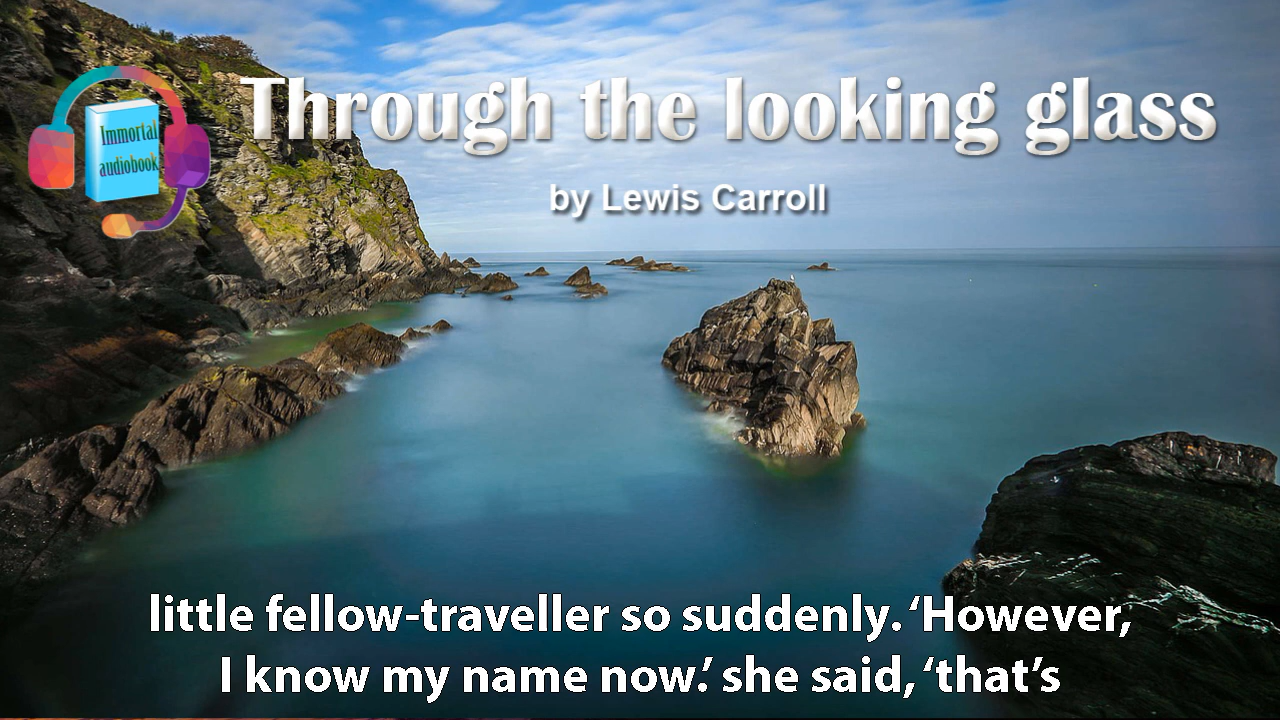 Through the looking glass
Immortal
audiobook
by Lewis Carroll
little fellow-traveller so suddenly. ‘However,
I know my name now.’ she said, ‘that’s